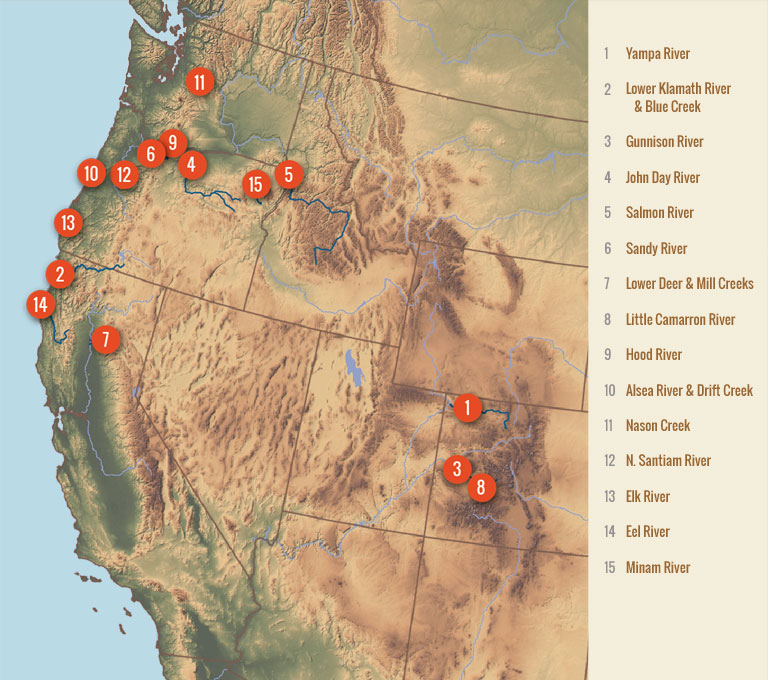 11
9
6
4
10
12
15
5
13
2
14
7
1
3
8
1 Yampa River
2 Lower Klamath River
& Blue Creek
3 Gunnison River
4 John Day River
5 Salmon River
6 Sandy River
7 Lower Deer & Mill Creeks
8 Little Camarron River
9 Hood River
10 Alsea River & Drift Creek
11 Nason Creek
12 N. Santiam River
13 Elk River
14 Eel River
15 Minam River